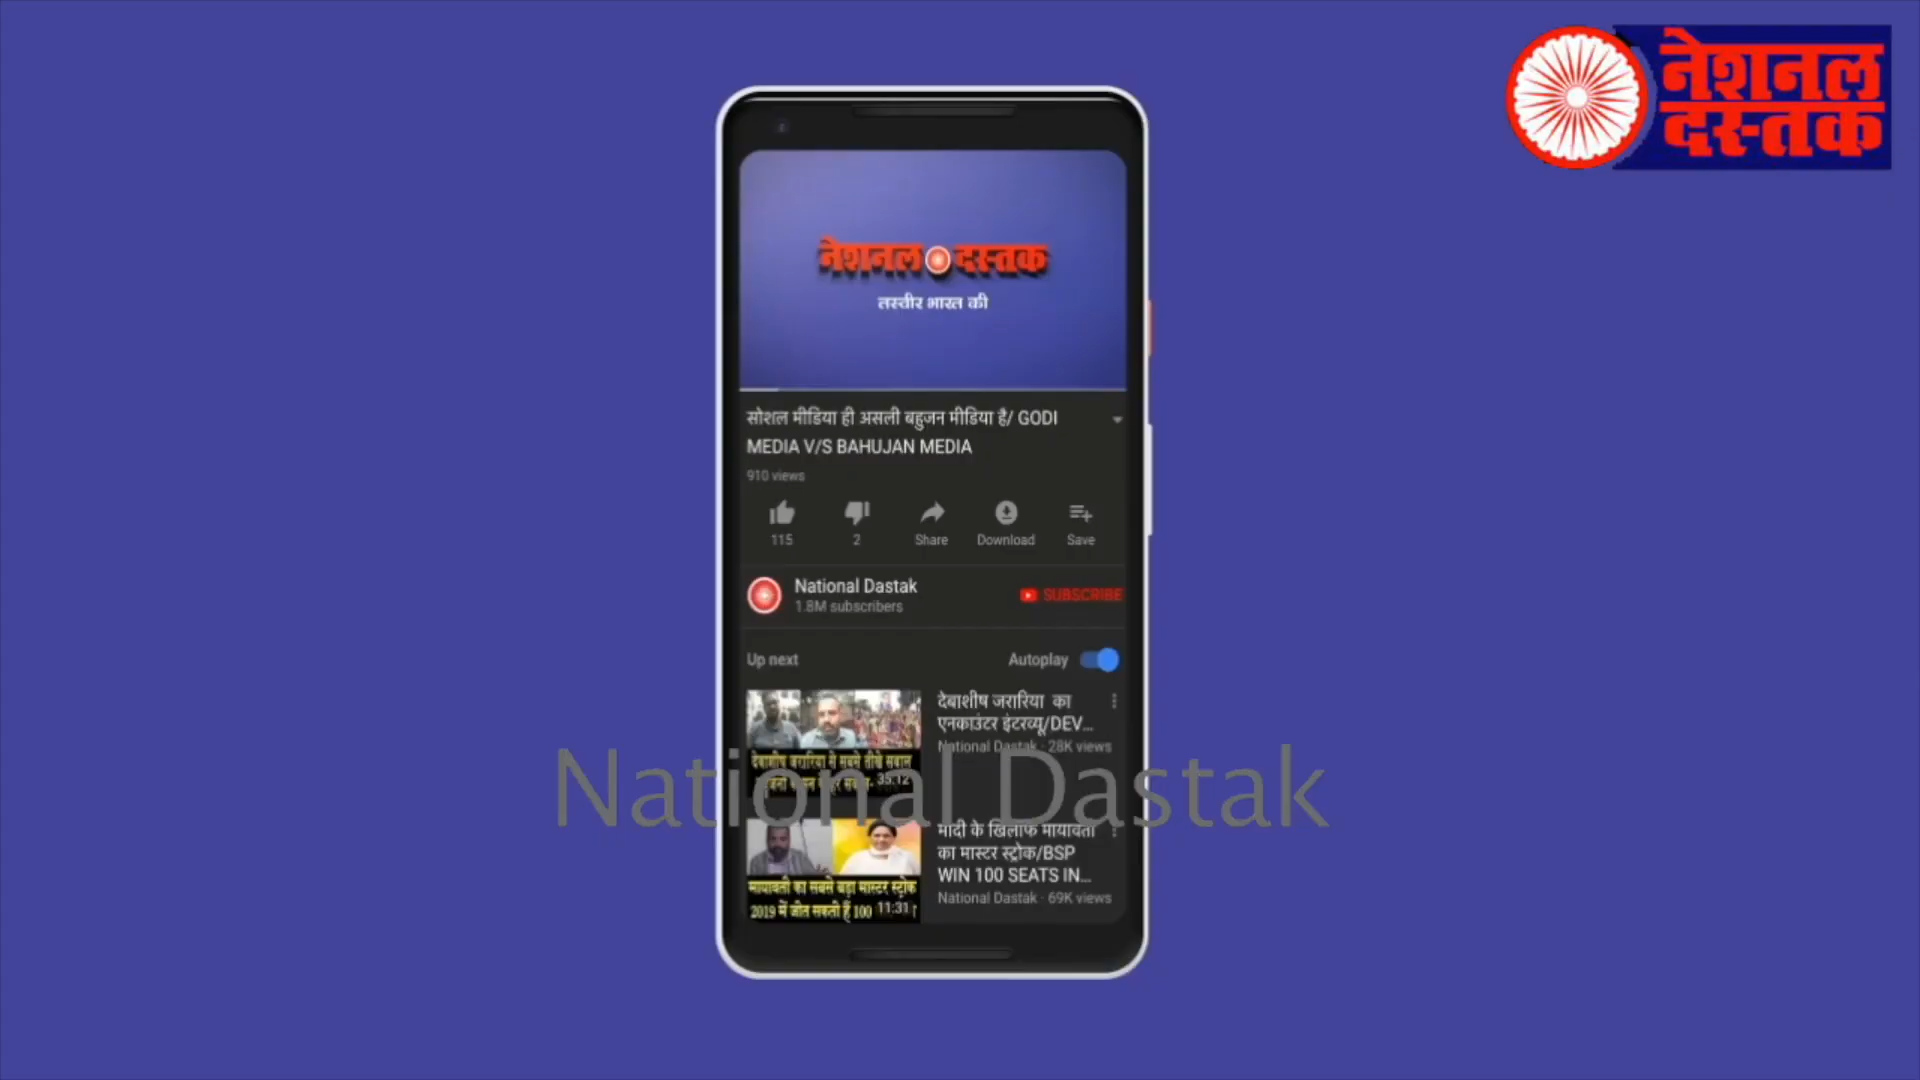 नेशनल
दस्तक
नेशनल दस्तक
तस्वीर भारत की
सोशल मीडिया ही असली बहुजन मीडिया है/ GODI
MEDIA V/S BAHUJAN MEDIA
910 views
115
2
Share
Download
Save
National Dastak
1.8M subscribers
SUBSCRIBE
Up next
Autoplay
देबाशीष जरारिया का
एनकाउंटर इंटरव्यू/DEV...
National Dastak · 28K views
देबाशीष जरारिया से सबसे तीखे सवाल
35:12
National Dastak
मोदी के खिलाफ मायावती
का मास्टर स्ट्रोक/BSP
WIN 100 SEATS IN...
National Dastak · 69K views
मायावती का सबसे बड़ा मास्टर स्ट्रोक
2019 में जीत सकती हैं 100
11:31